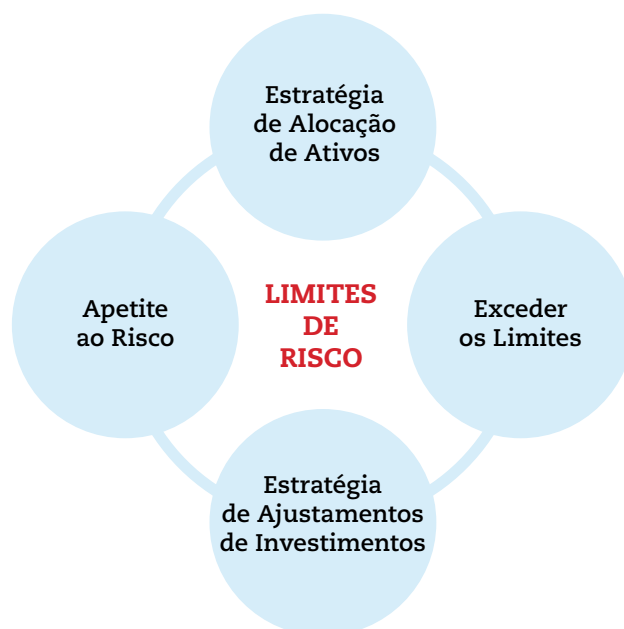 Estratégia
de Alocação
de Ativos
Apetite
ao Risco
LIMITES
DE
RISCO
Exceder
os Limites
Estratégia
de Ajustamentos
de Investimentos